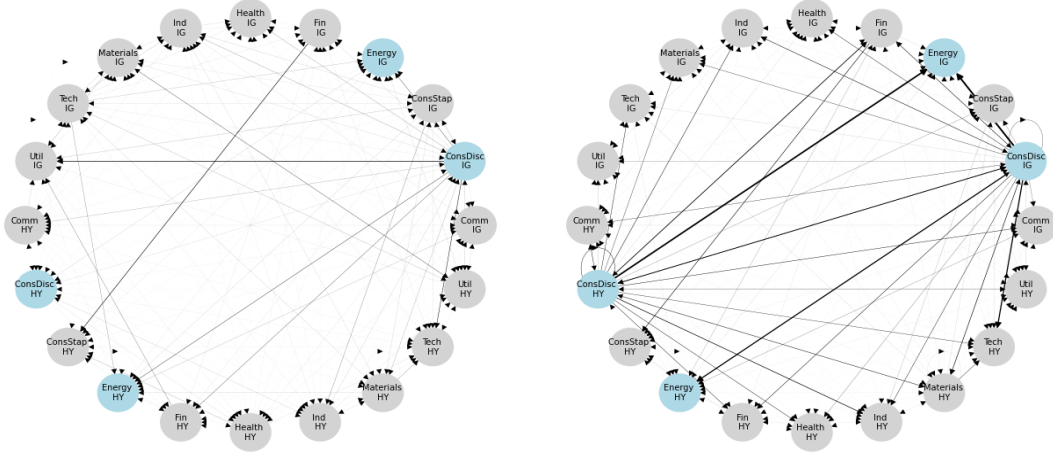 Health
IG
Ind
IG
Fin
IG
Materials
IG
Energy
IG
Tech
IG
ConsStap
IG
Util
IG
ConsDisc
IG
Comm
HY
Comm
IG
ConsDisc
HY
Util
HY
ConsStap
HY
Tech
HY
Energy
HY
Materials
HY
Fin
HY
Health
HY
Ind
HY
Health
IG
Ind
IG
Fin
IG
Materials
IG
Energy
IG
Tech
IG
ConsStap
IG
Util
IG
ConsDisc
IG
Comm
HY
Comm
IG
ConsDisc
HY
Util
HY
ConsStap
HY
Tech
HY
Energy
HY
Materials
HY
Fin
HY
Health
HY
Ind
HY